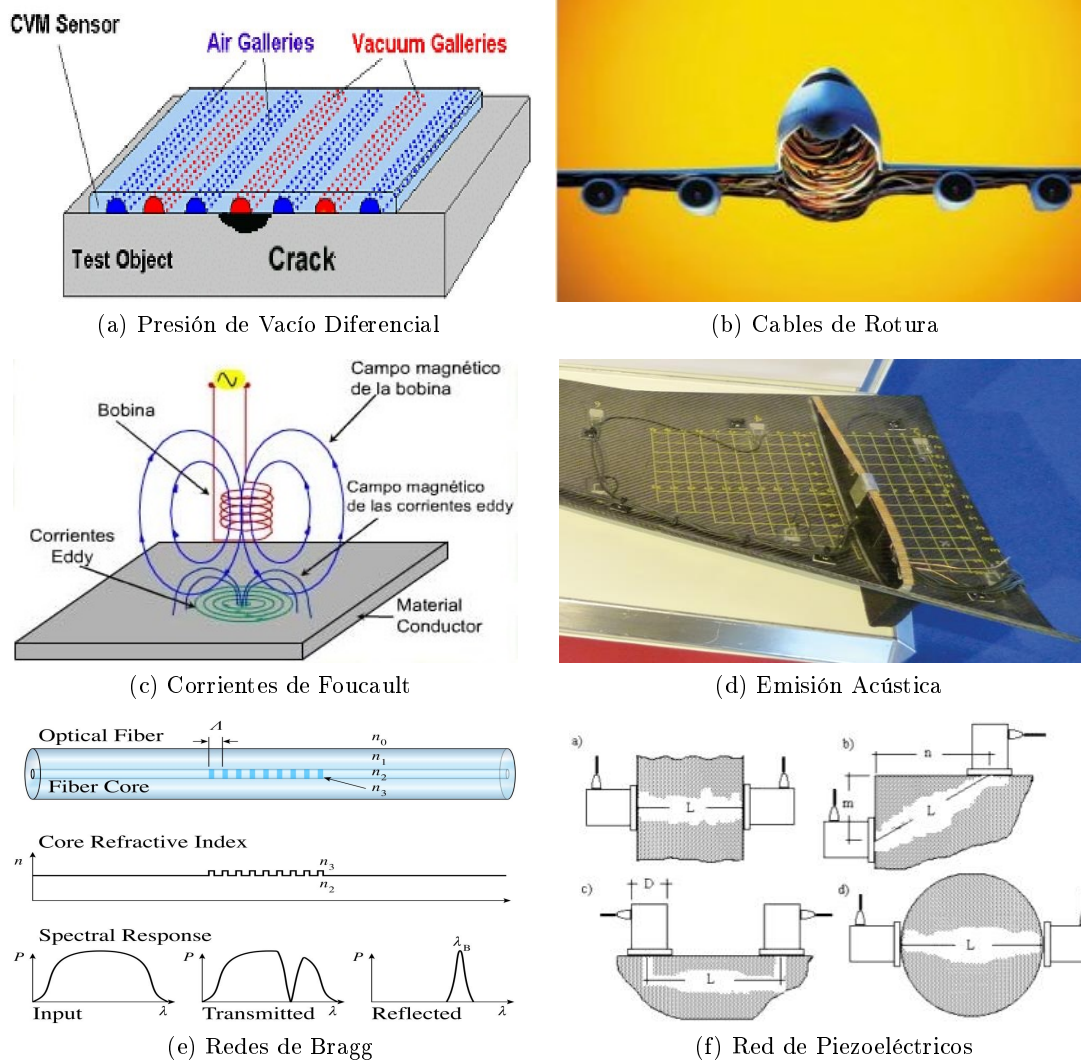 CVM Sensor
Air Galleries
Vacuum Galleries
Test Object
Crack
(a) Presión de Vacío Diferencial
(b) Cables de Rotura
Campo magnético
de la bobina
Bobina
Campo magnético
de las corrientes eddy
Corrientes
Eddy
Material
Conductor
(c) Corrientes de Foucault
(d) Emisión Acústica
Λ
Optical Fiber
n0
n1
n2
Fiber Core
n3
Core Refractive Index
n
n3
n2
Spectral Response
P
P
P
λB
Input
λ
Transmitted
λ
Reflected
λ
(e) Redes de Bragg
a)
L
b)
n
m
L
c)
D
L
d)
L
(f) Red de Piezoeléctricos